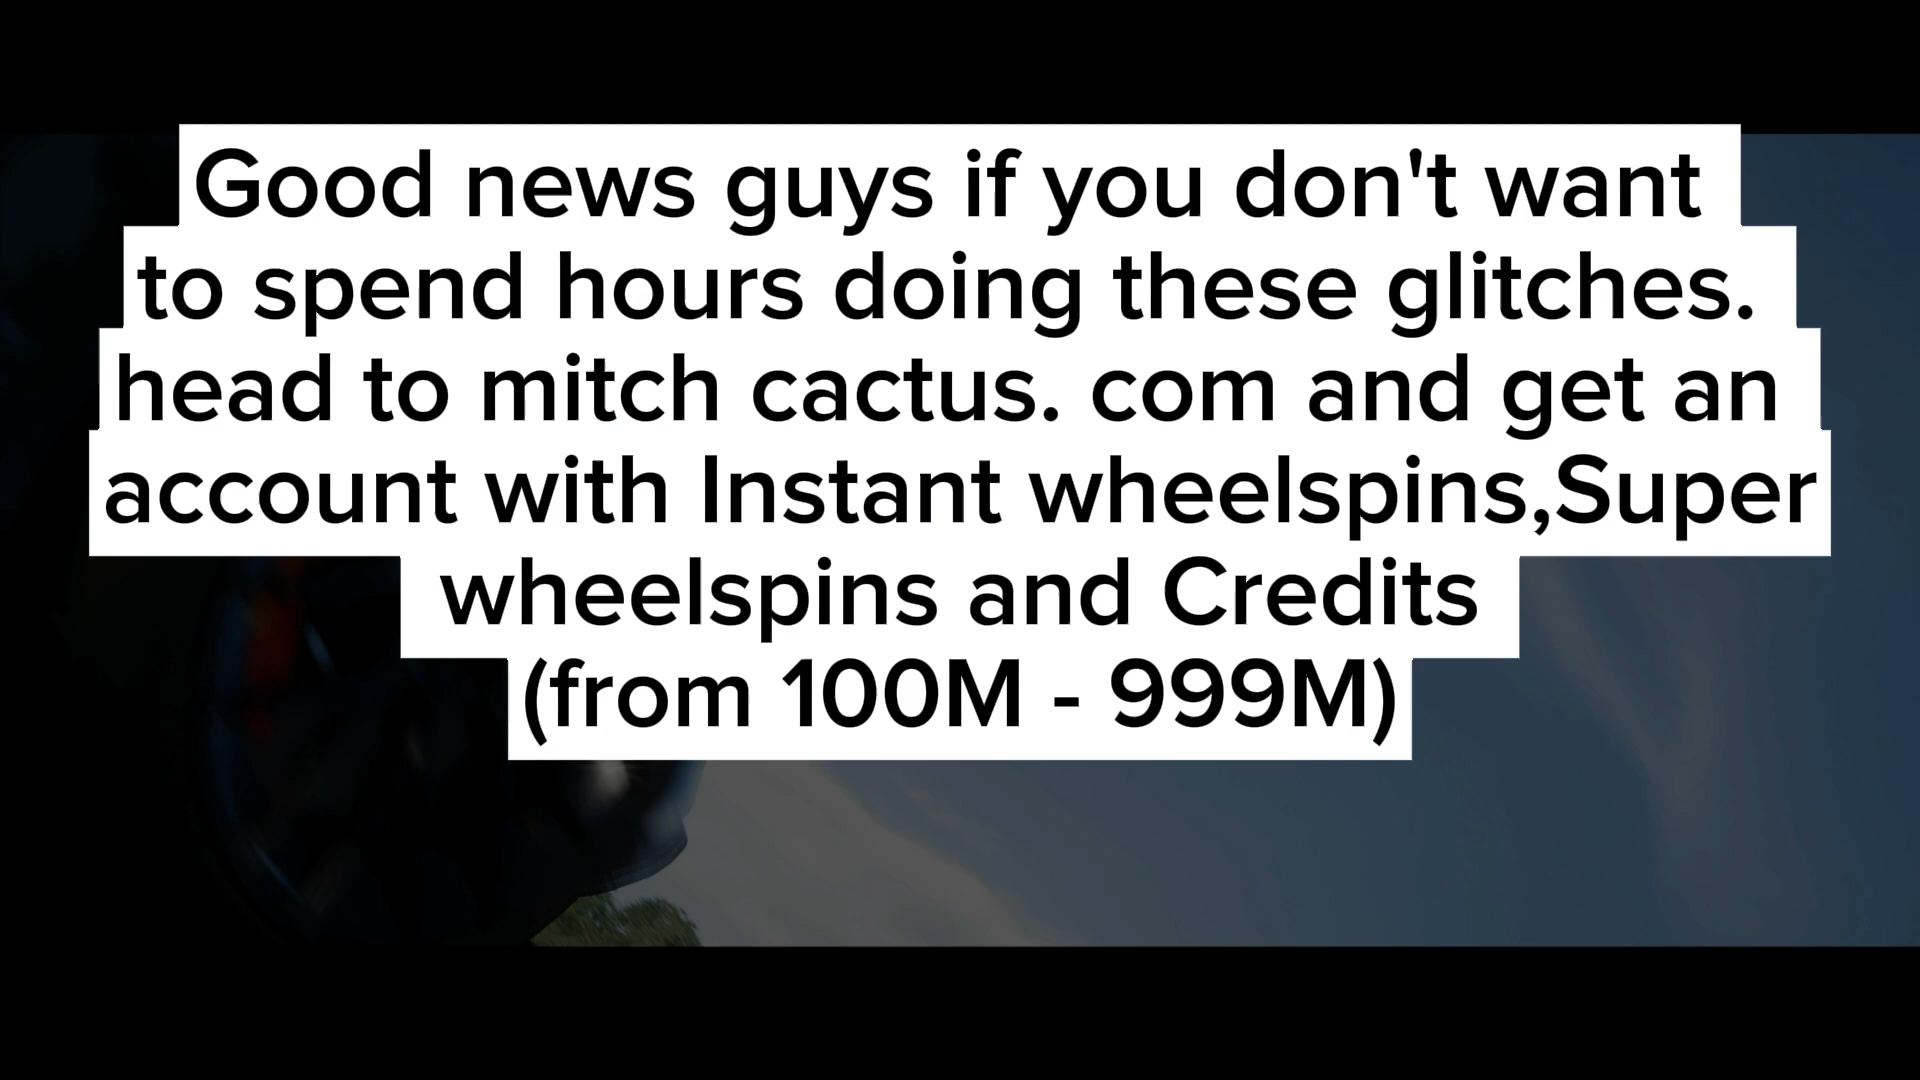 Good news guys if you don't want
to spend hours doing these glitches.
head to mitch cactus. com and get an
account with Instant wheelspins,Super
wheelspins and Credits
(from 100M - 999M)